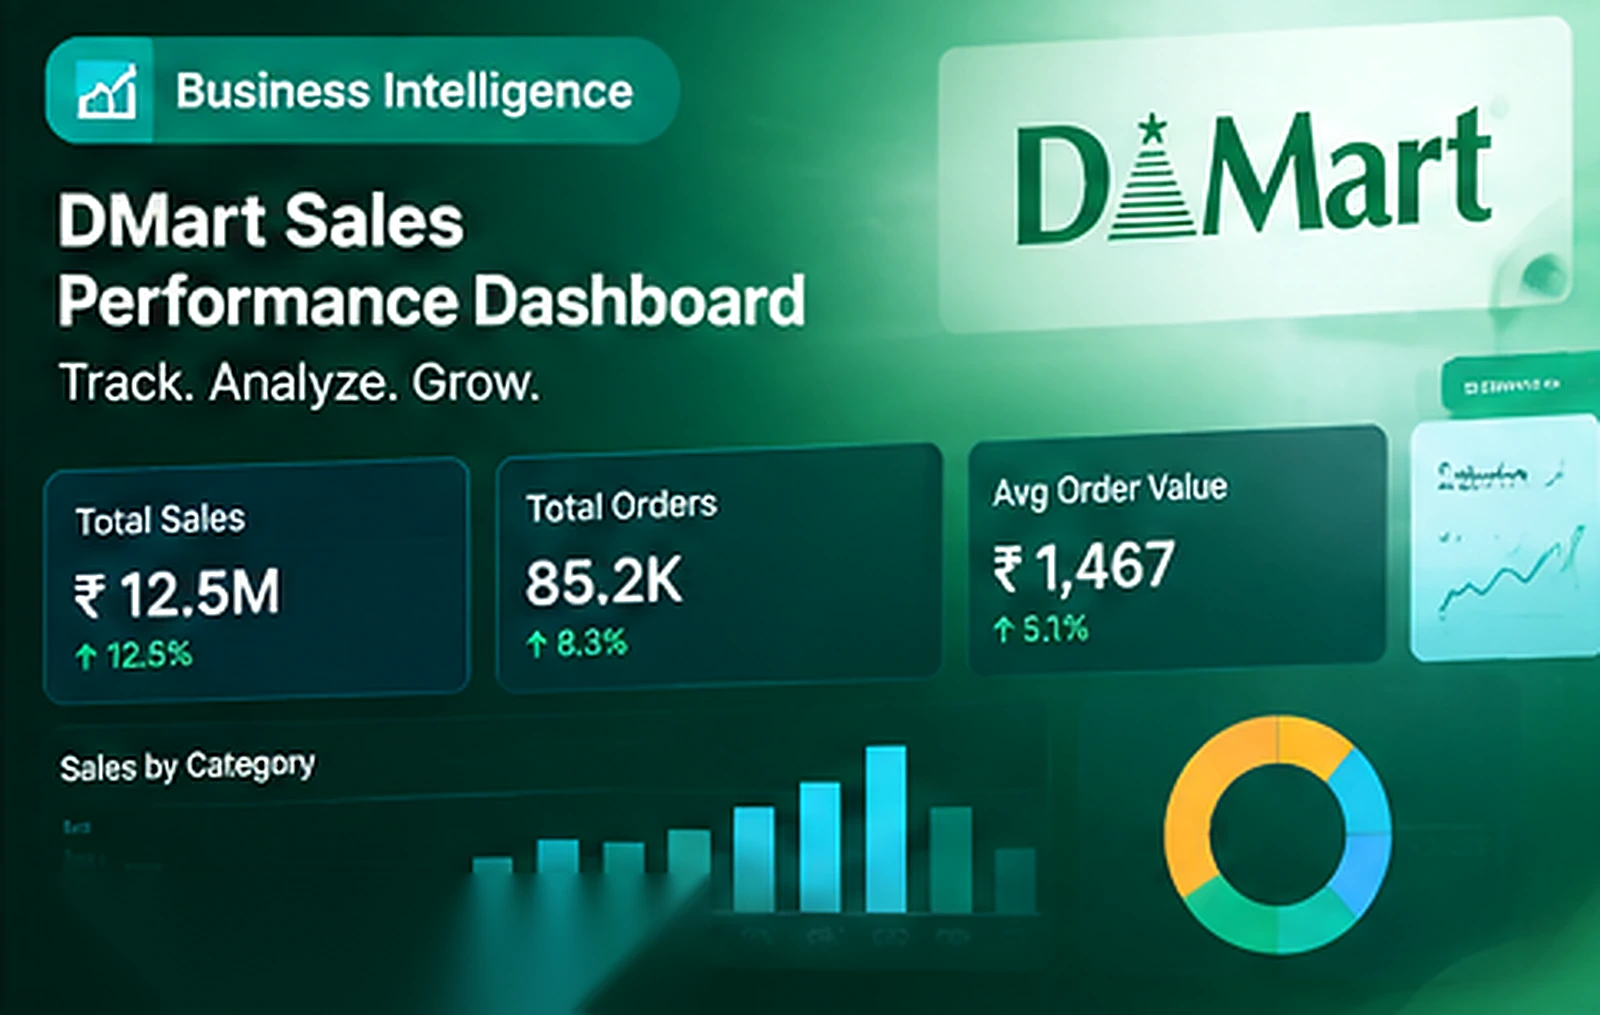 Business Intelligence
DMart
DMart Sales
Performance Dashboard
Track. Analyze. Grow.
Total Sales
₹ 12.5M
↑ 12.5%
Total Orders
85.2K
↑ 8.3%
Avg Order Value
₹ 1,467
↑ 5.1%
Sales by Category